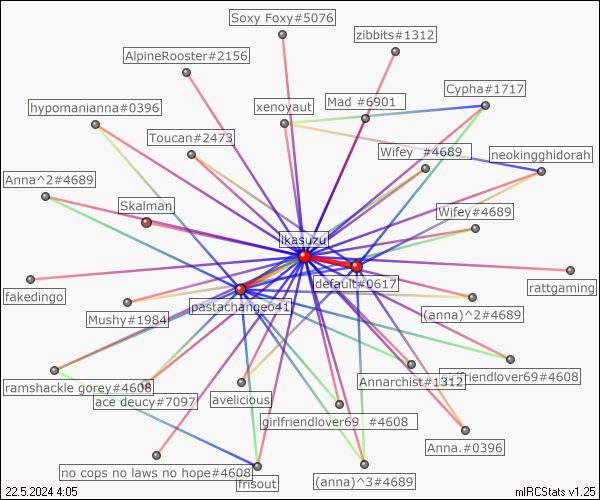 Soxy Foxy#5076
zibbits#1312
AlpineRooster#2156
Cypha#1717
hypomanianna#0396
xenoyaut
Mad #6901
Toucan#2473
Wifey #4689
neokingghidorah
Anna^2#4689
Skalman
Wifey#4689
ikasuzu
default#0617
fakedingo
rattgaming
pastachangeo41
Mushy#1984
(anna)^2#4689
ramshackle gorey#4608
Annarchist#1312
girlfriendlover69#4608
ace deucy#7097
avelicious
girlfriendlover69 #4608
Anna.#0396
no cops no laws no hope#4608
frisout
(anna)^3#4689
22.5.2024 4:05
mIRCStats v1.25